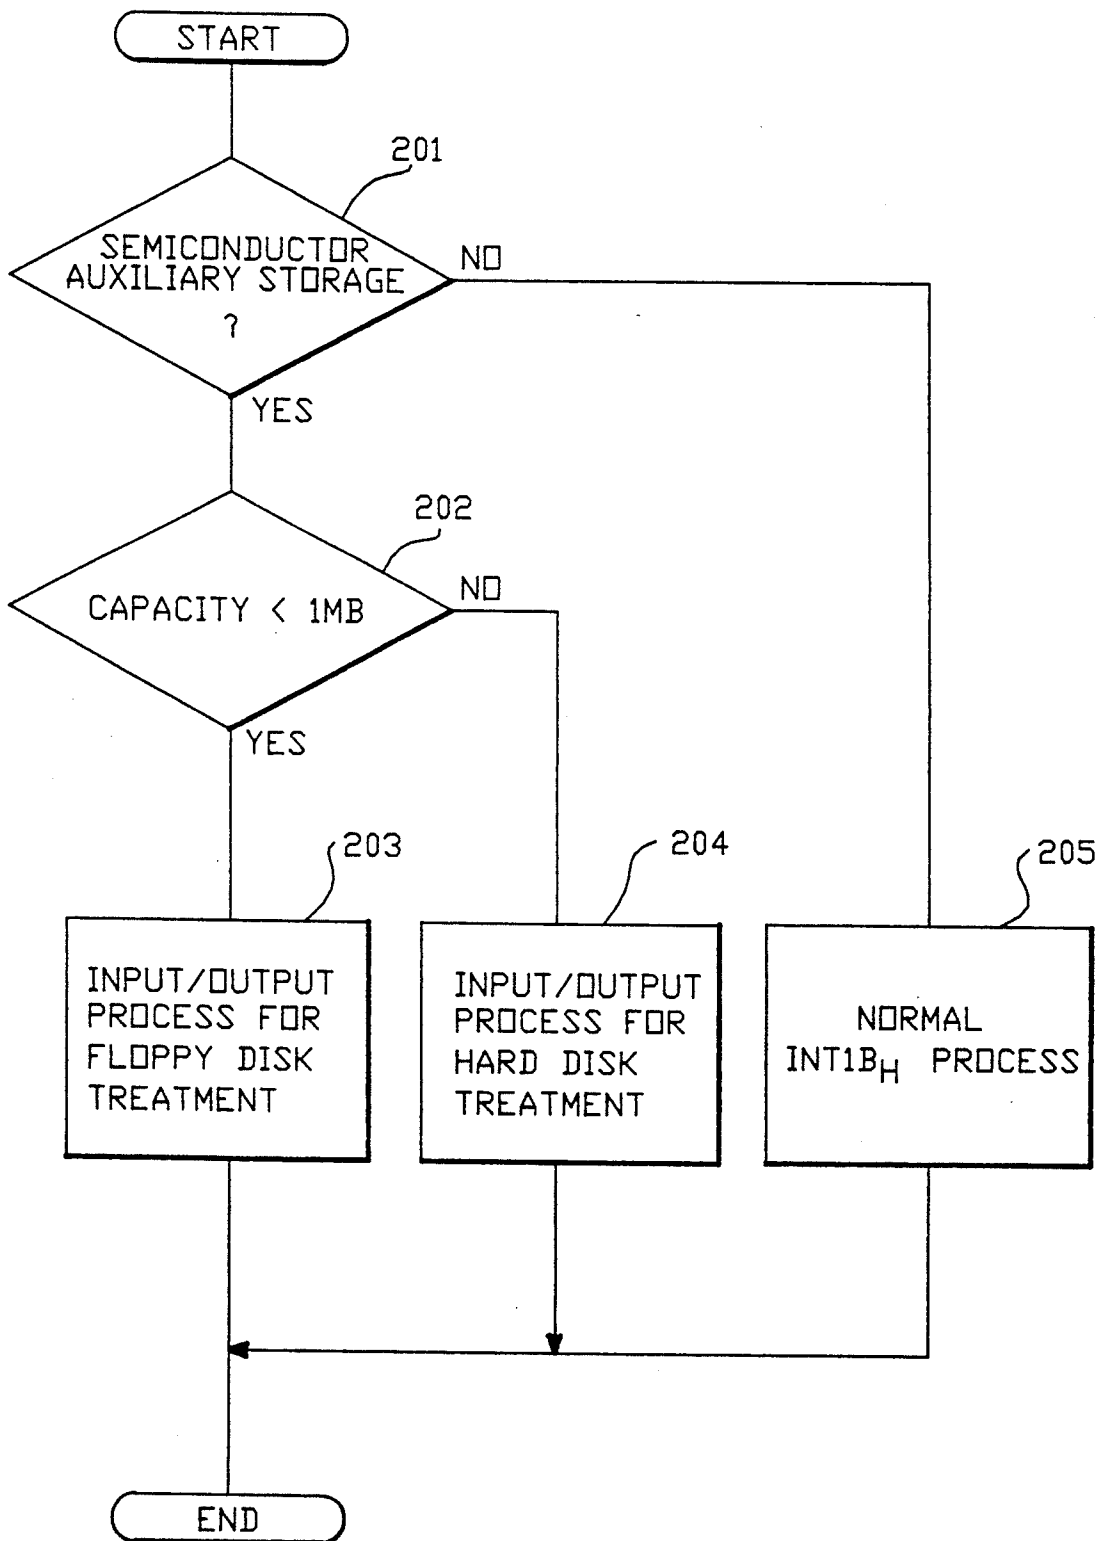 START
201
SEMICONDUCTOR
AUXILIARY STORAGE
?
NO
YES
202
CAPACITY < 1MB
NO
YES
203
204
205
INPUT/OUTPUT
PROCESS FOR
FLOPPY DISK
TREATMENT
INPUT/OUTPUT
PROCESS FOR
HARD DISK
TREATMENT
NORMAL
INT1BH PROCESS
END